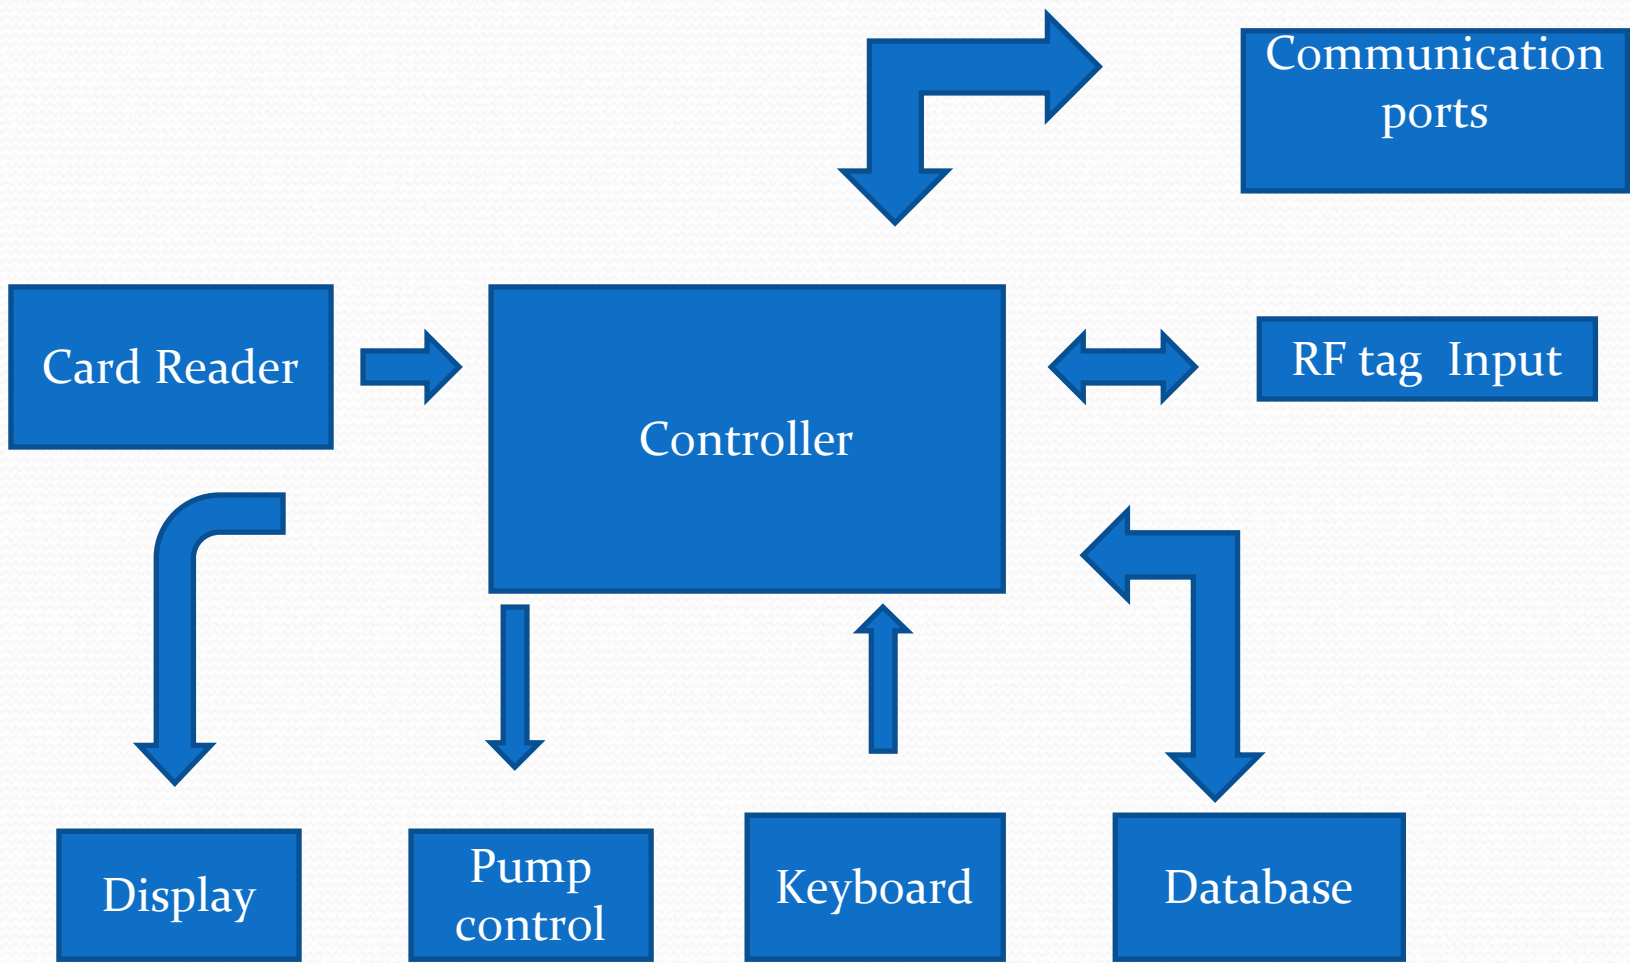 Communication
ports
Card Reader
RF tag  Input
Controller
Display
Pump
control
Keyboard
Database